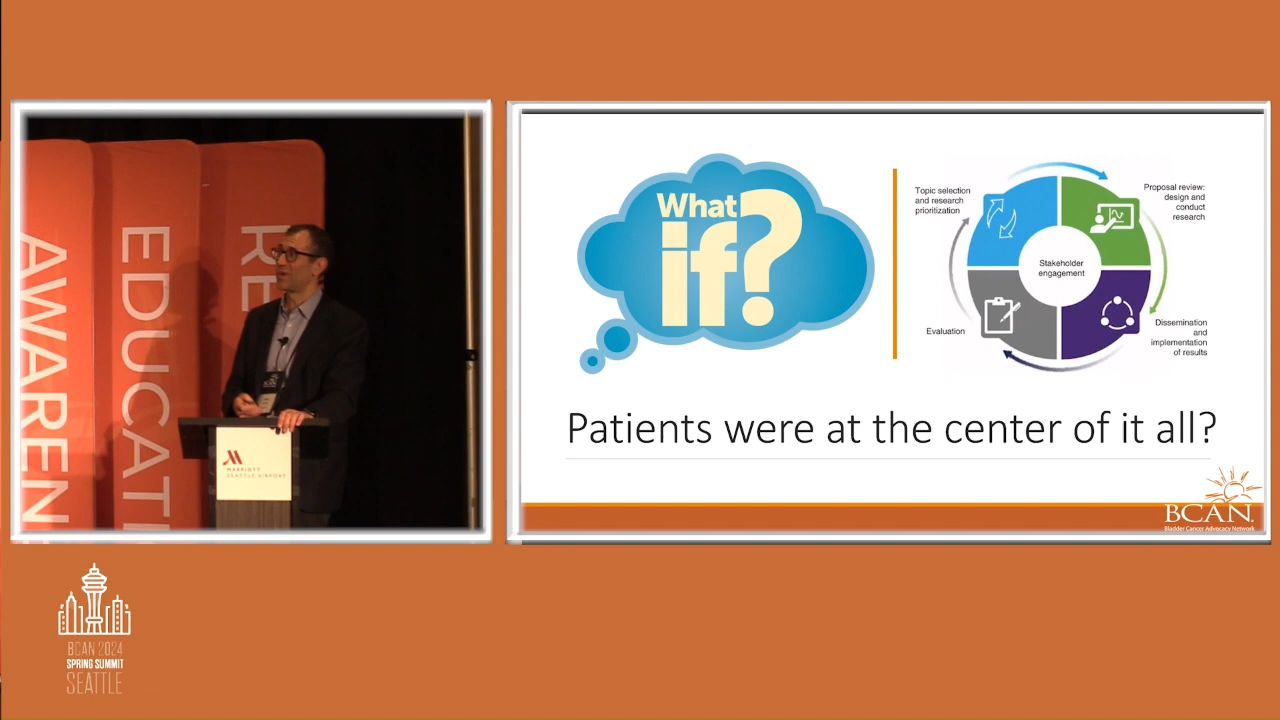 AWAREN
EDUCATI
RE
MARRIOTT
SEATTLE AIRPORT
BCAN
What
if?
Topic selection
and research
prioritization
Proposal review:
design and
conduct
research
Stakeholder
engagement
Evaluation
Dissemination
and
implementation
of results
Patients were at the center of it all?
BCAN
Bladder Cancer Advocacy Network
BCAN 2024
SPRING SUMMIT
SEATTLE